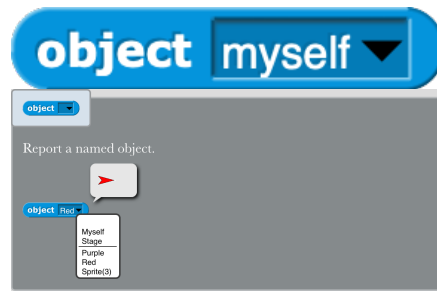 object myself
object
Report a named object.
object Red
Myself
Stage
Purple
Red
Sprite(3)